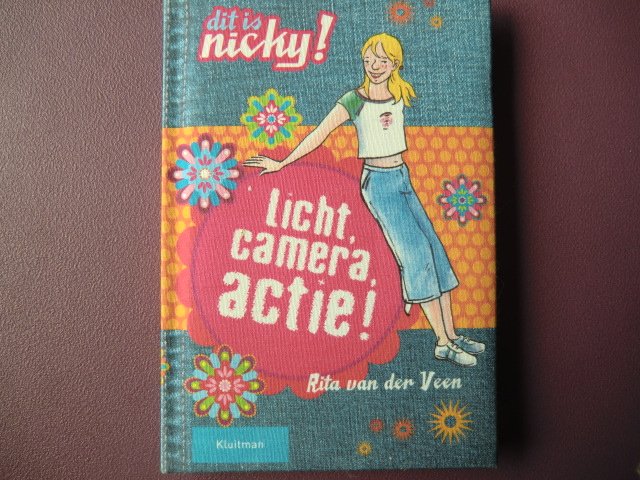 dit is
nicky!
Licht,
camera,
actie!
Rita van der Veen
Kluitman